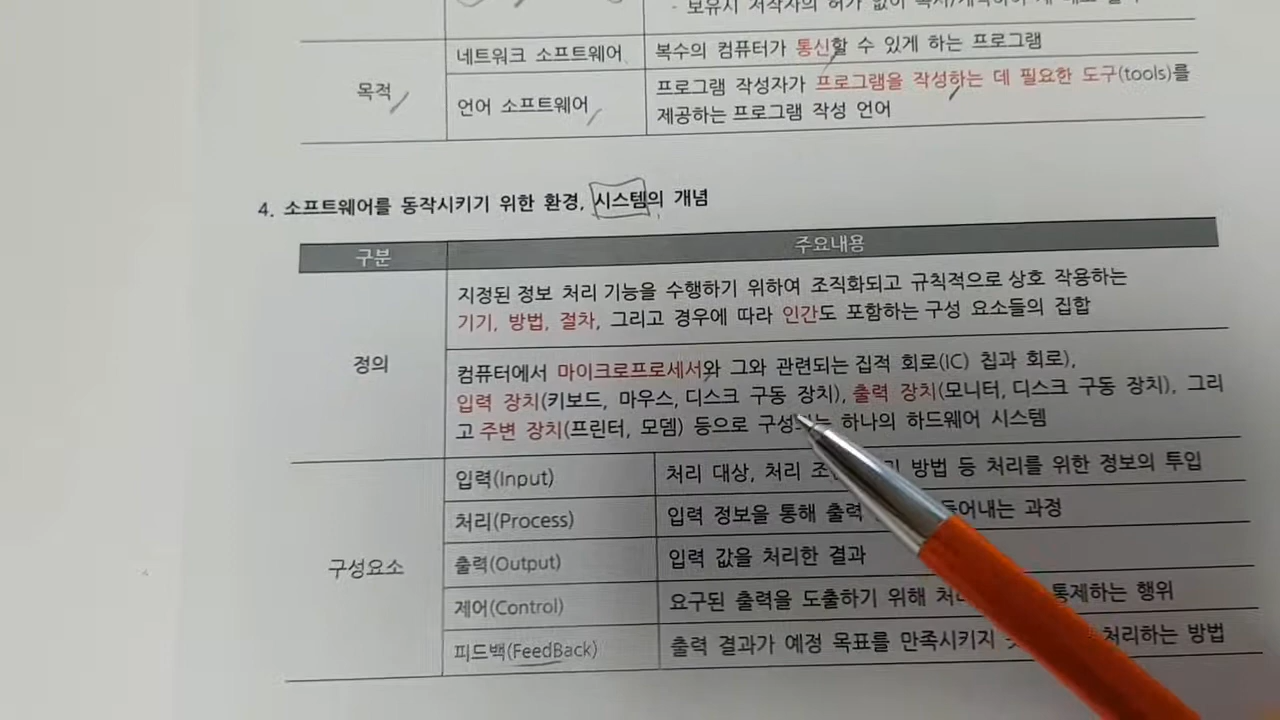 - 보유시 저작자의 허가 없이
목적
네트워크 소프트웨어
복수의 컴퓨터가 통신할 수 있게 하는 프로그램
언어 소프트웨어
프로그램 작성자가 프로그램을 작성하는 데 필요한 도구(tools)를
제공하는 프로그램 작성 언어
4. 소프트웨어를 동작시키기 위한 환경, 시스템의 개념
구분
주요내용
정의
지정된 정보 처리 기능을 수행하기 위하여 조직화되고 규칙적으로 상호 작용하는
기기, 방법, 절차, 그리고 경우에 따라 인간도 포함하는 구성 요소들의 집합
컴퓨터에서 마이크로프로세서와 그와 관련되는 집적 회로(IC) 칩과 회로),
입력 장치(키보드, 마우스, 디스크 구동 장치), 출력 장치(모니터, 디스크 구동 장치), 그리
고 주변 장치(프린터, 모뎀) 등으로 구성되는 하나의 하드웨어 시스템
구성요소
입력(Input)
처리 대상, 처리 방법 등 처리를 위한 정보의 투입
처리(Process)
입력 정보을 통해 출력 과정
출력(Output)
입력 값을 처리한 결과
제어(Control)
요구된 출력을 도출하기 위해 통제하는 행위
피드백(FeedBack)
출력 결과가 예정 목표를 만족시키지 처리하는 방법